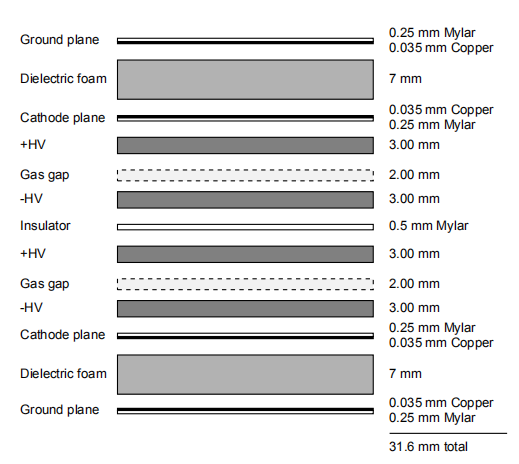 Ground plane
0.25 mm Mylar
0.035 mm Copper
Dielectric foam
7 mm
Cathode plane
0.035 mm Copper
0.25 mm Mylar
+HV
3.00 mm
Gas gap
2.00 mm
-HV
3.00 mm
Insulator
0.5 mm Mylar
+HV
3.00 mm
Gas gap
2.00 mm
-HV
3.00 mm
Cathode plane
0.25 mm Mylar
0.035 mm Copper
Dielectric foam
7 mm
Ground plane
0.035 mm Copper
0.25 mm Mylar
31.6 mm total